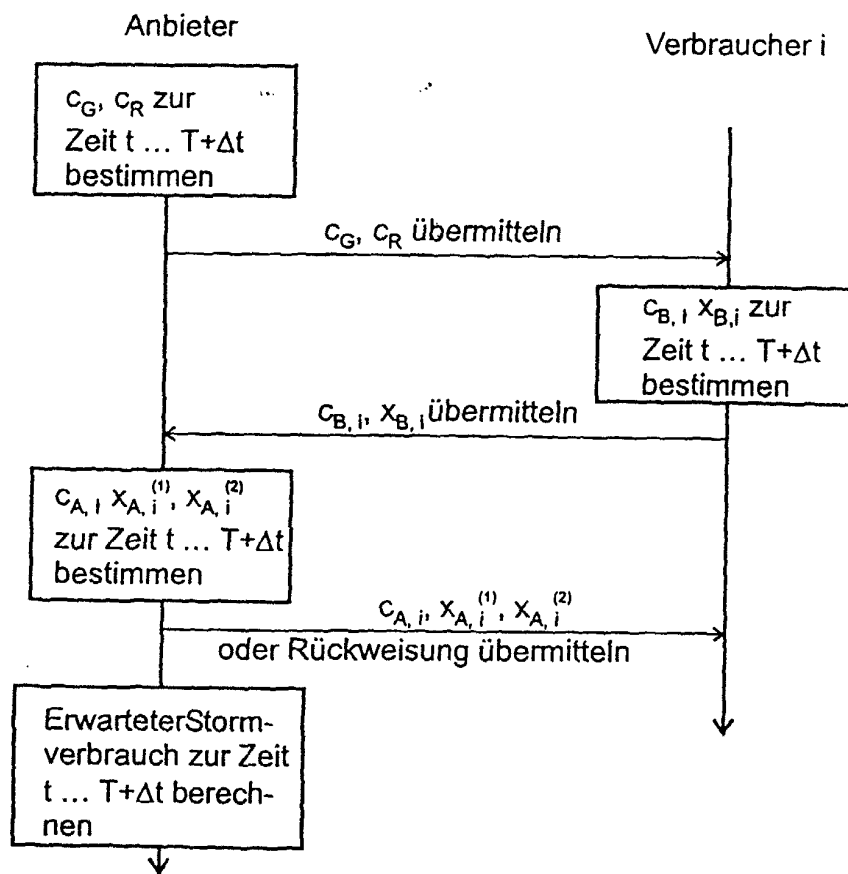 Anbieter
Verbraucher i
c_G, c_R zur
Zeit t ... T+Δt
bestimmen
c_G, c_R übermitteln
c_B, i x_B,i zur
Zeit t ... T+Δt
bestimmen
c_B, i, x_B, i übermitteln
c_A, i x_A, i^(1), x_A, i^(2)
zur Zeit t ... T+Δt
bestimmen
c_A, i, x_A, i^(1), x_A, i^(2)
oder Rückweisung übermitteln
ErwarteterStorm-
verbrauch zur Zeit
t ... T+Δt berech-
nen